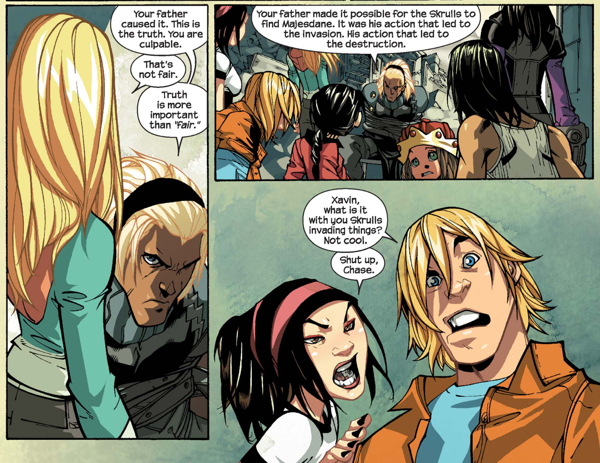 Your father
caused it. This is
the truth. You are
culpable.
That's
not fair.
Truth
is more
important
than "Fair."
Your father made it possible for the Skrulls to
find Majesdane. It was his action that led to
the invasion. His action that led to
the destruction.
Xavin,
what is it
with you Skrulls
invading things?
Not cool.
Shut up,
Chase.